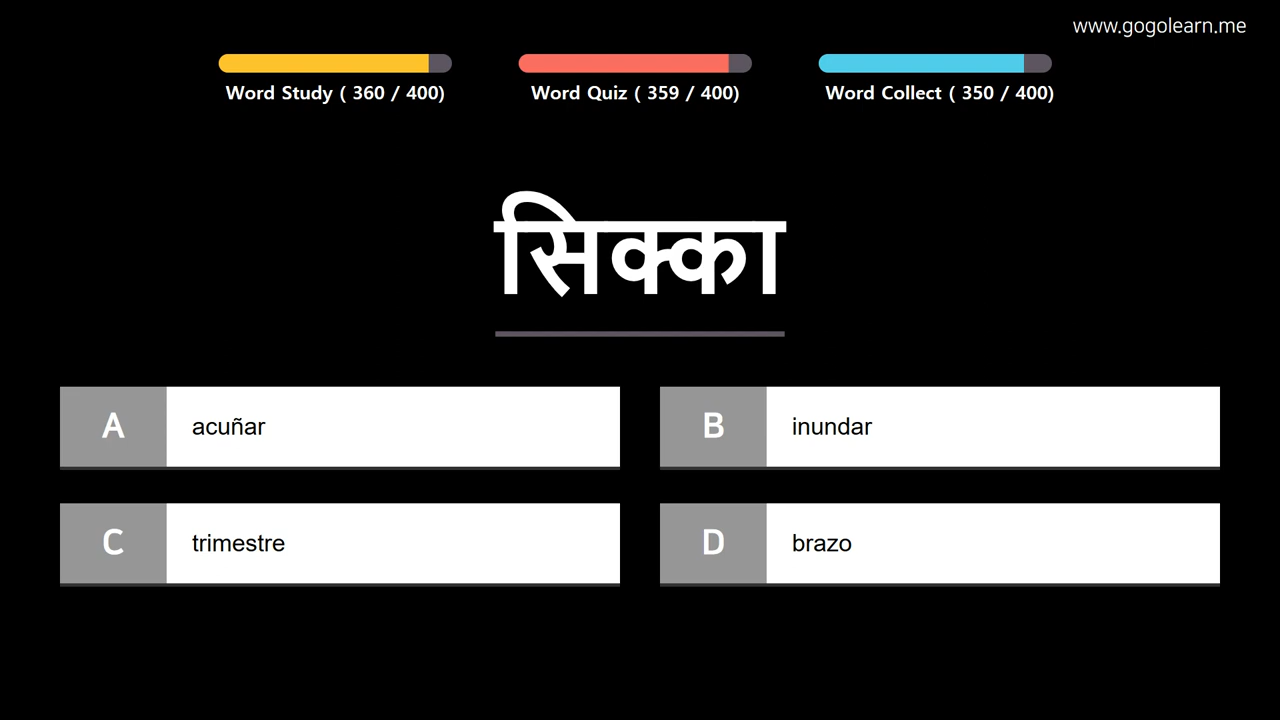 www.gogolearn.me
Word Study ( 360 / 400)
Word Quiz ( 359 / 400)
Word Collect ( 350 / 400)
सिक्का
A acuñar
B inundar
C trimestre
D brazo